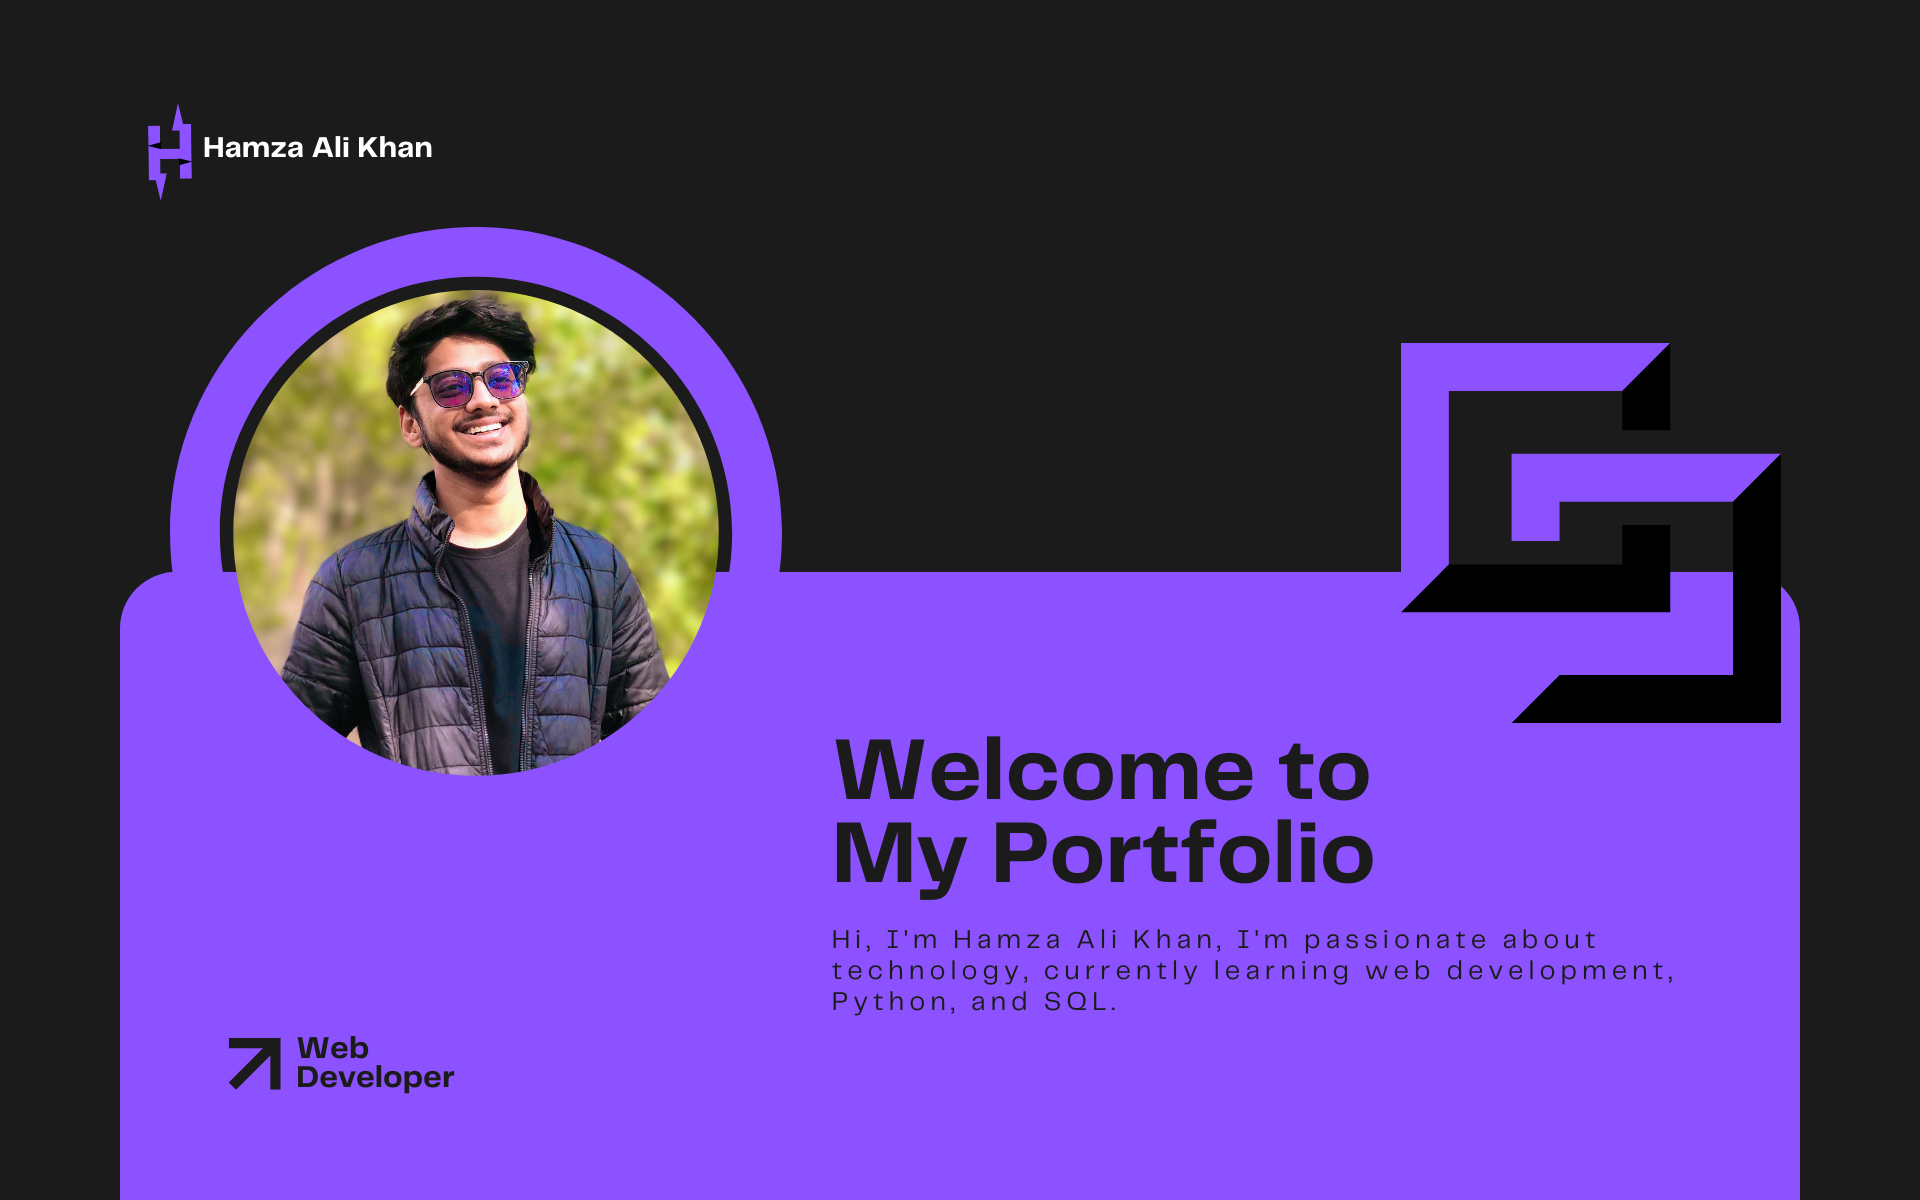 Hamza Ali Khan
Welcome to
My Portfolio
Hi, I'm Hamza Ali Khan, I'm passionate about
technology, currently learning web development,
Python, and SQL.
Web
Developer